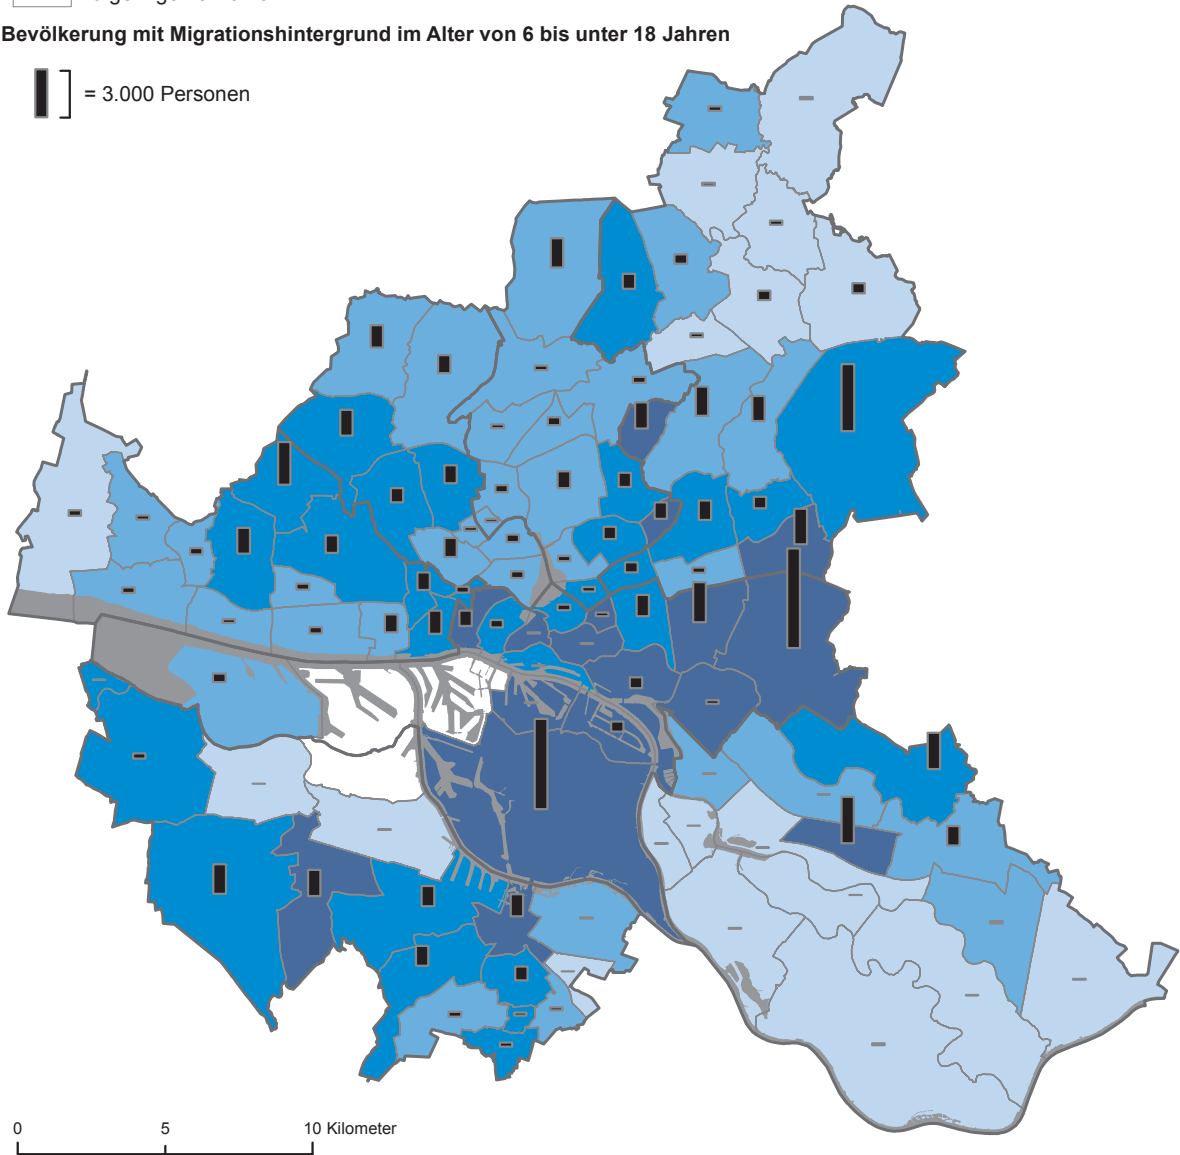 Bevölkerung mit Migrationshintergrund im Alter von 6 bis unter 18 Jahren
= 3.000 Personen
0 5 10 Kilometer